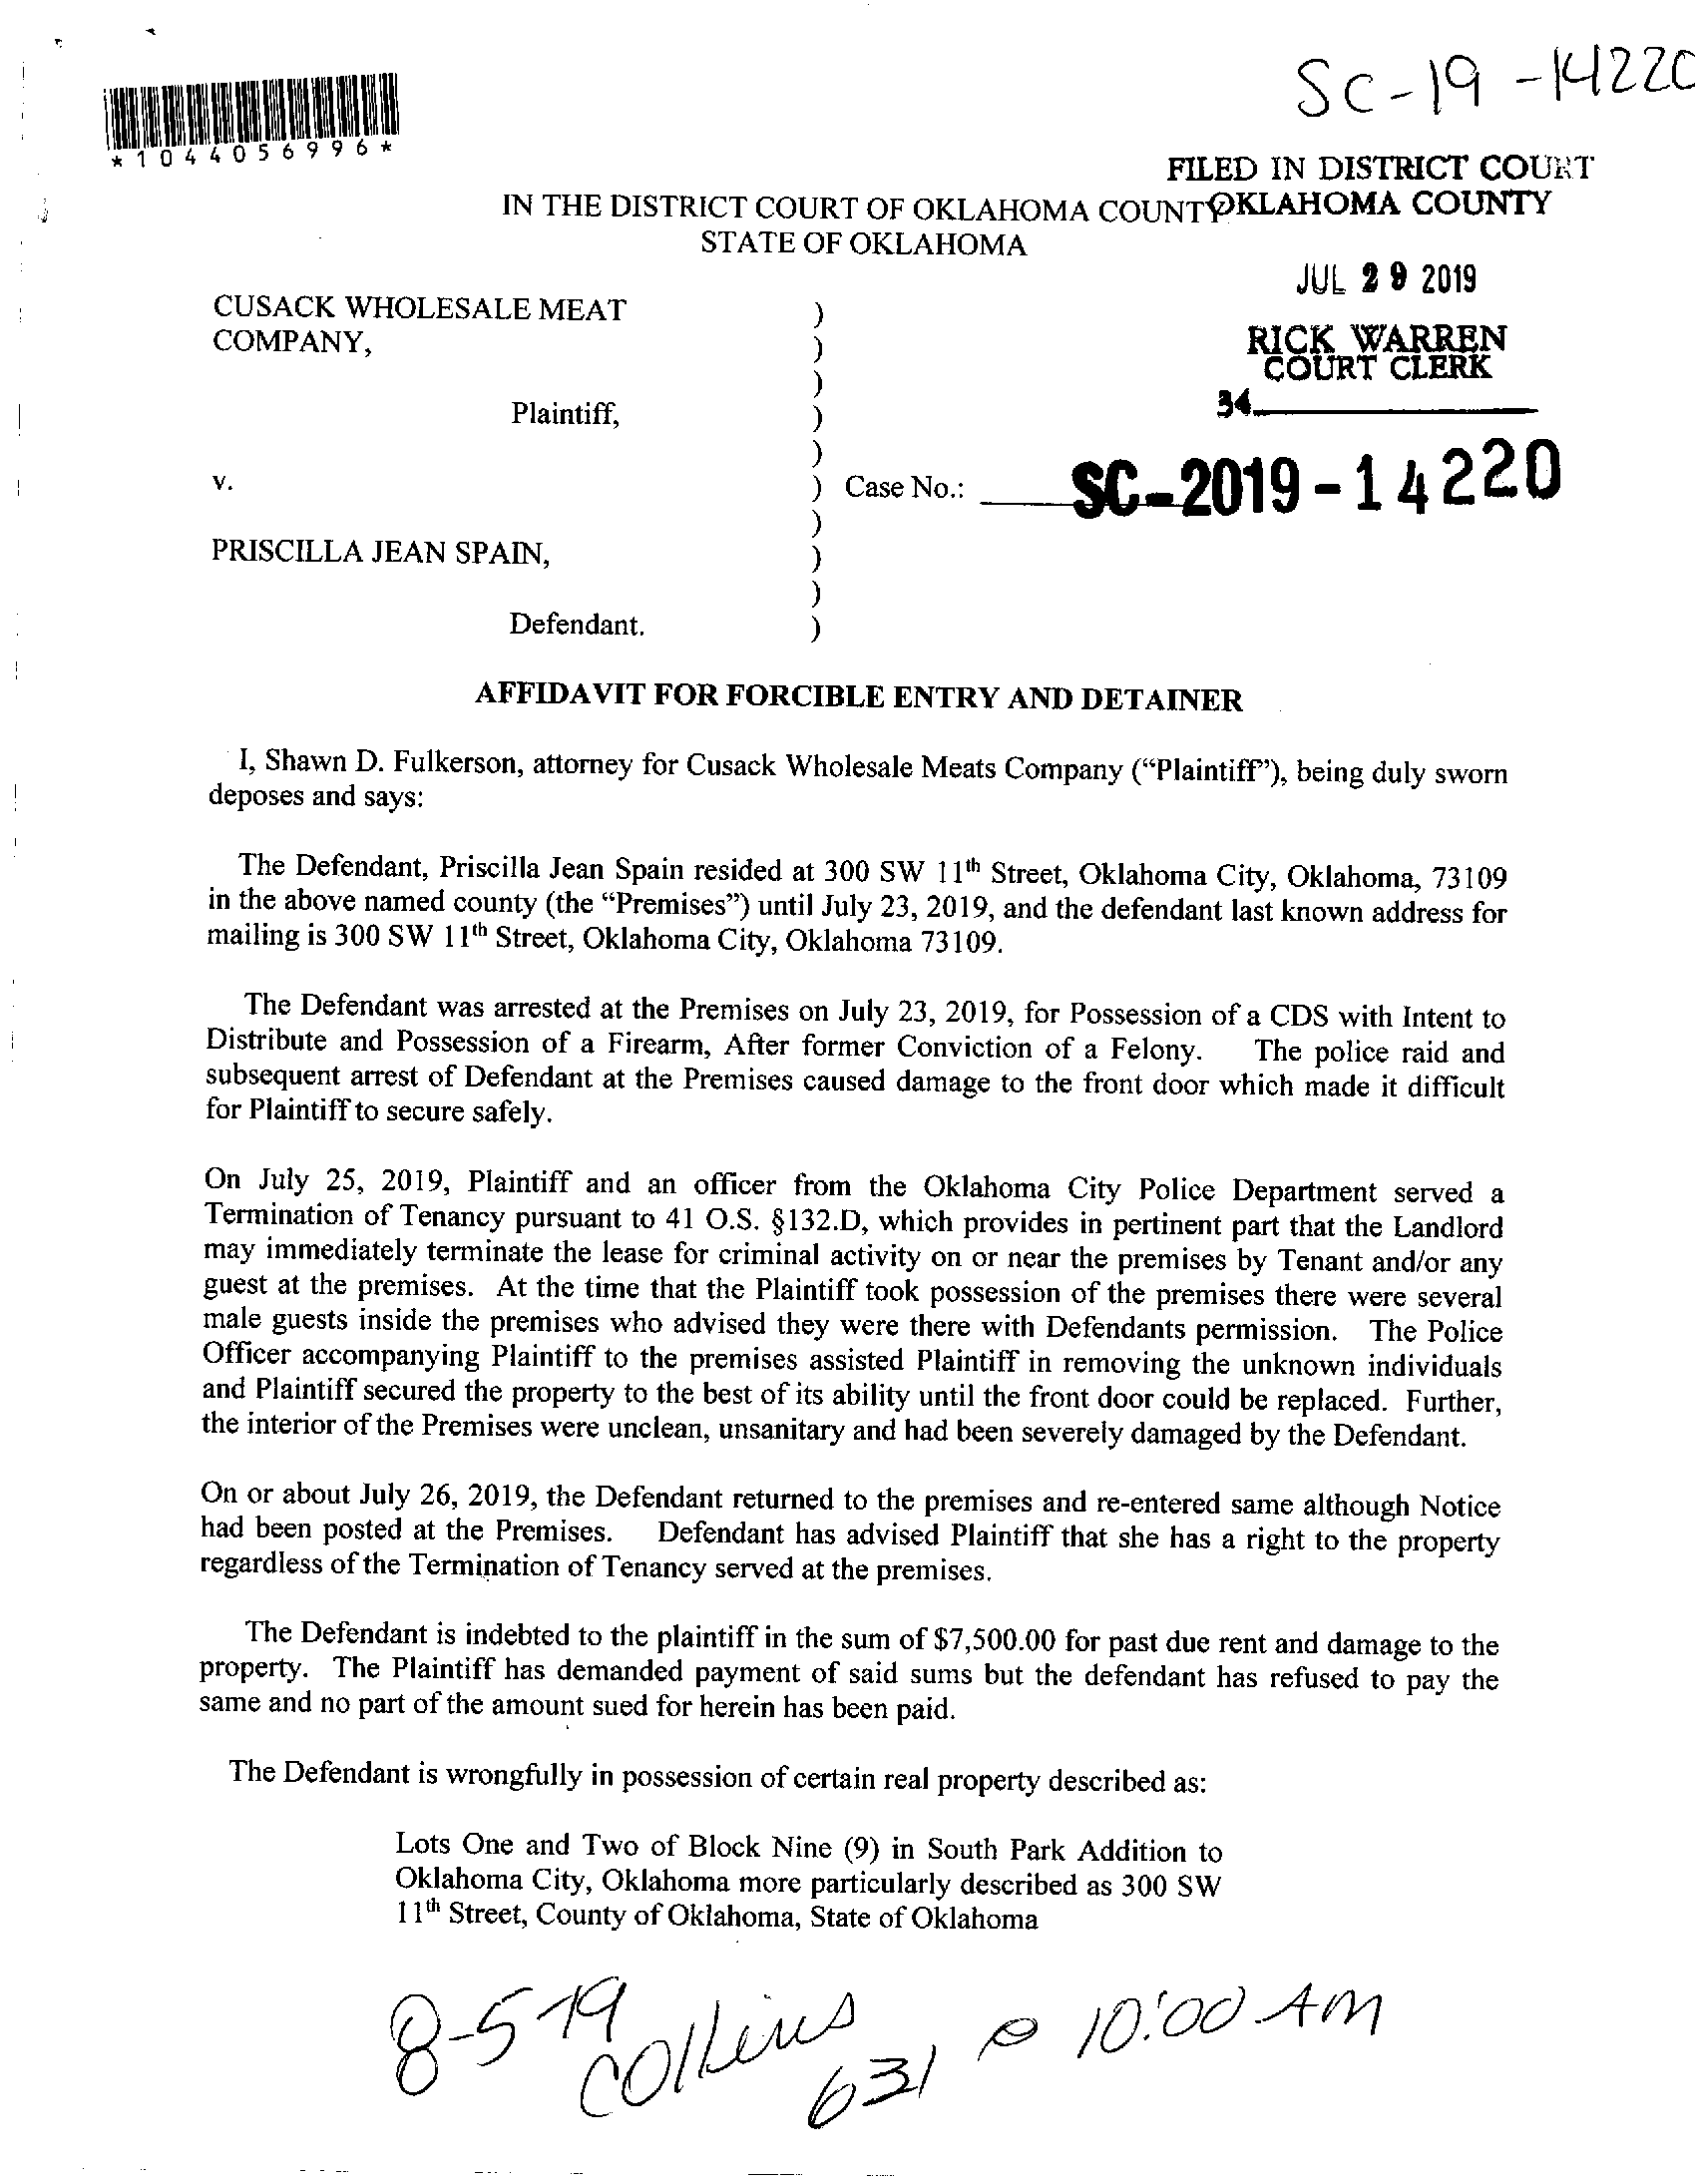 SC-19-14220
*1044056996*
FILED IN DISTRICT COURT
OKLAHOMA COUNTY
IN THE DISTRICT COURT OF OKLAHOMA COUNTY
STATE OF OKLAHOMA
JUL 29 2019
RICK WARREN
COURT CLERK
34
CUSACK WHOLESALE MEAT )
COMPANY, )
)
Plaintiff, )
)
v. ) Case No.: SC-2019-14220
)
PRISCILLA JEAN SPAIN, )
)
Defendant. )
AFFIDAVIT FOR FORCIBLE ENTRY AND DETAINER
I, Shawn D. Fulkerson, attorney for Cusack Wholesale Meats Company (“Plaintiff”), being duly sworn
deposes and says:
The Defendant, Priscilla Jean Spain resided at 300 SW 11th Street, Oklahoma City, Oklahoma, 73109
in the above named county (the “Premises”) until July 23, 2019, and the defendant last known address for
mailing is 300 SW 11th Street, Oklahoma City, Oklahoma 73109.
The Defendant was arrested at the Premises on July 23, 2019, for Possession of a CDS with Intent to
Distribute and Possession of a Firearm, After former Conviction of a Felony. The police raid and
subsequent arrest of Defendant at the Premises caused damage to the front door which made it difficult
for Plaintiff to secure safely.
On July 25, 2019, Plaintiff and an officer from the Oklahoma City Police Department served a
Termination of Tenancy pursuant to 41 O.S. §132.D, which provides in pertinent part that the Landlord
may immediately terminate the lease for criminal activity on or near the premises by Tenant and/or any
guest at the premises. At the time that the Plaintiff took possession of the premises there were several
male guests inside the premises who advised they were there with Defendants permission. The Police
Officer accompanying Plaintiff to the premises assisted Plaintiff in removing the unknown individuals
and Plaintiff secured the property to the best of its ability until the front door could be replaced. Further,
the interior of the Premises were unclean, unsanitary and had been severely damaged by the Defendant.
On or about July 26, 2019, the Defendant returned to the premises and re-entered same although Notice
had been posted at the Premises. Defendant has advised Plaintiff that she has a right to the property
regardless of the Termination of Tenancy served at the premises.
The Defendant is indebted to the plaintiff in the sum of $7,500.00 for past due rent and damage to the
property. The Plaintiff has demanded payment of said sums but the defendant has refused to pay the
same and no part of the amount sued for herein has been paid.
The Defendant is wrongfully in possession of certain real property described as:
Lots One and Two of Block Nine (9) in South Park Addition to
Oklahoma City, Oklahoma more particularly described as 300 SW
11th Street, County of Oklahoma, State of Oklahoma
8-5-19
Collins
631 @ 10:00 AM